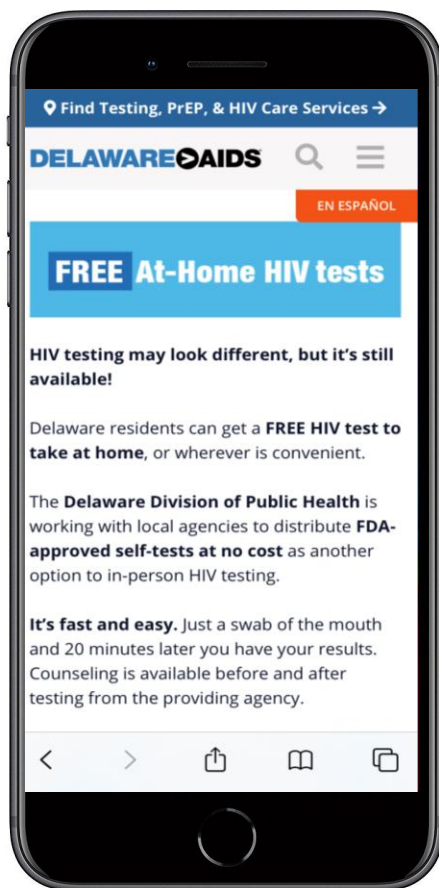 Find Testing, PrEP, & HIV Care Services →
DELAWARE AIDS
EN ESPAÑOL
FREE At-Home HIV tests
HIV testing may look different, but it's still
available!
Delaware residents can get a FREE HIV test to
take at home, or wherever is convenient.
The Delaware Division of Public Health is
working with local agencies to distribute FDA-
approved self-tests at no cost as another
option to in-person HIV testing.
It's fast and easy. Just a swab of the mouth
and 20 minutes later you have your results.
Counseling is available before and after
testing from the providing agency.